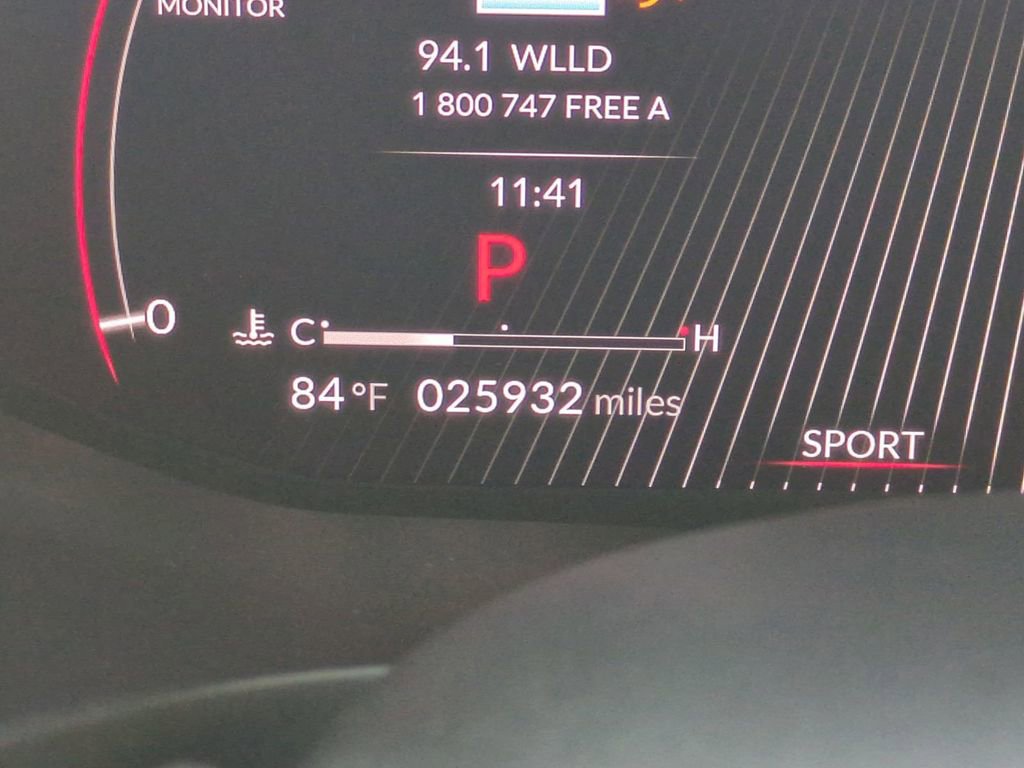 MONITOR
94.1 WLLD
1 800 747 FREE A
11:41
P
0
C H
84 °F 025932 miles
SPORT